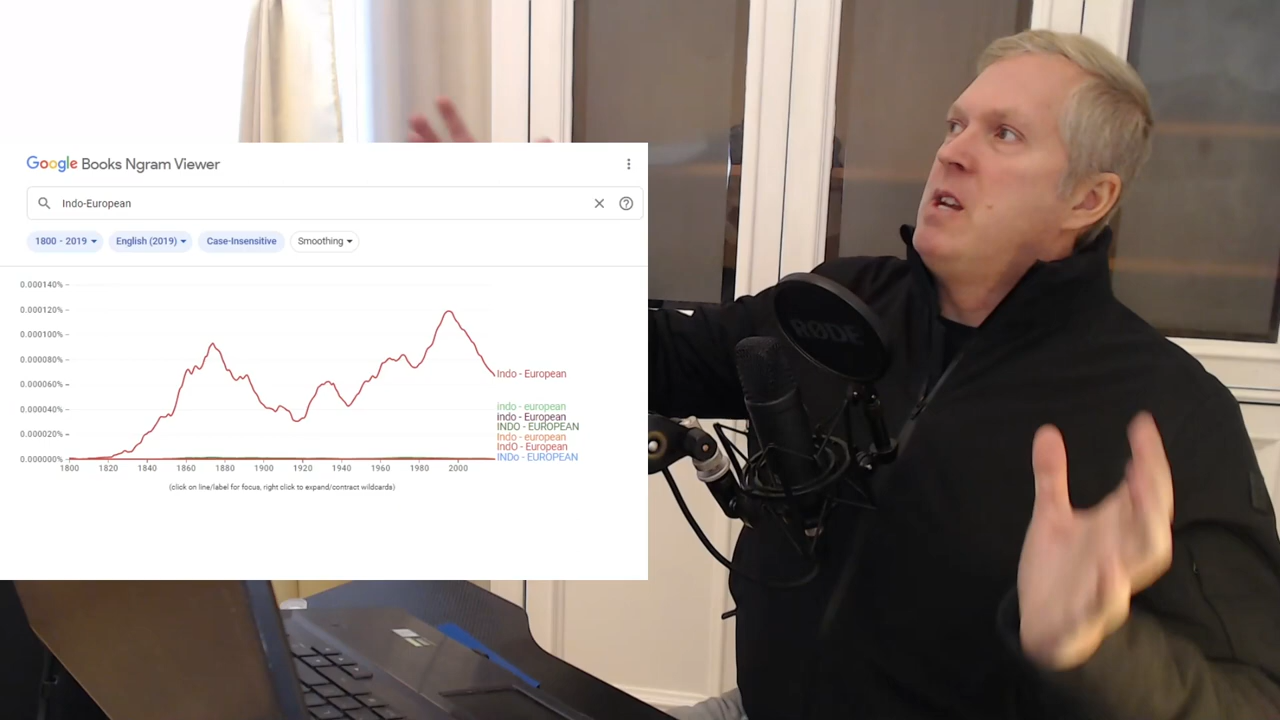 Google Books Ngram Viewer
Indo-European
1800 - 2019 English (2019) Case-Insensitive Smoothing
0.000140%
0.000120%
0.000100%
0.000080%
0.000060%
0.000040%
0.000020%
0.000000%
Indo - European
indo - european
indo - European
INDO - EUROPEAN
Indo - european
IndO - European
INDo - EUROPEAN
1800 1820 1840 1860 1880 1900 1920 1940 1960 1980 2000
(click on line/label for focus, right click to expand/contract wildcards)
RØDE